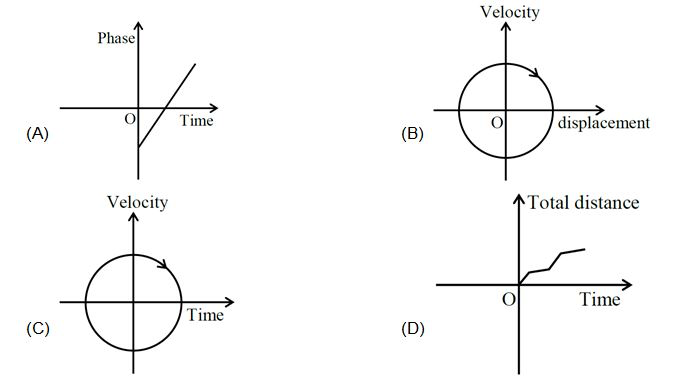 Phase
O
Time
(A)
Velocity
O
displacement
(B)
Velocity
Time
(C)
Total distance
O
Time
(D)